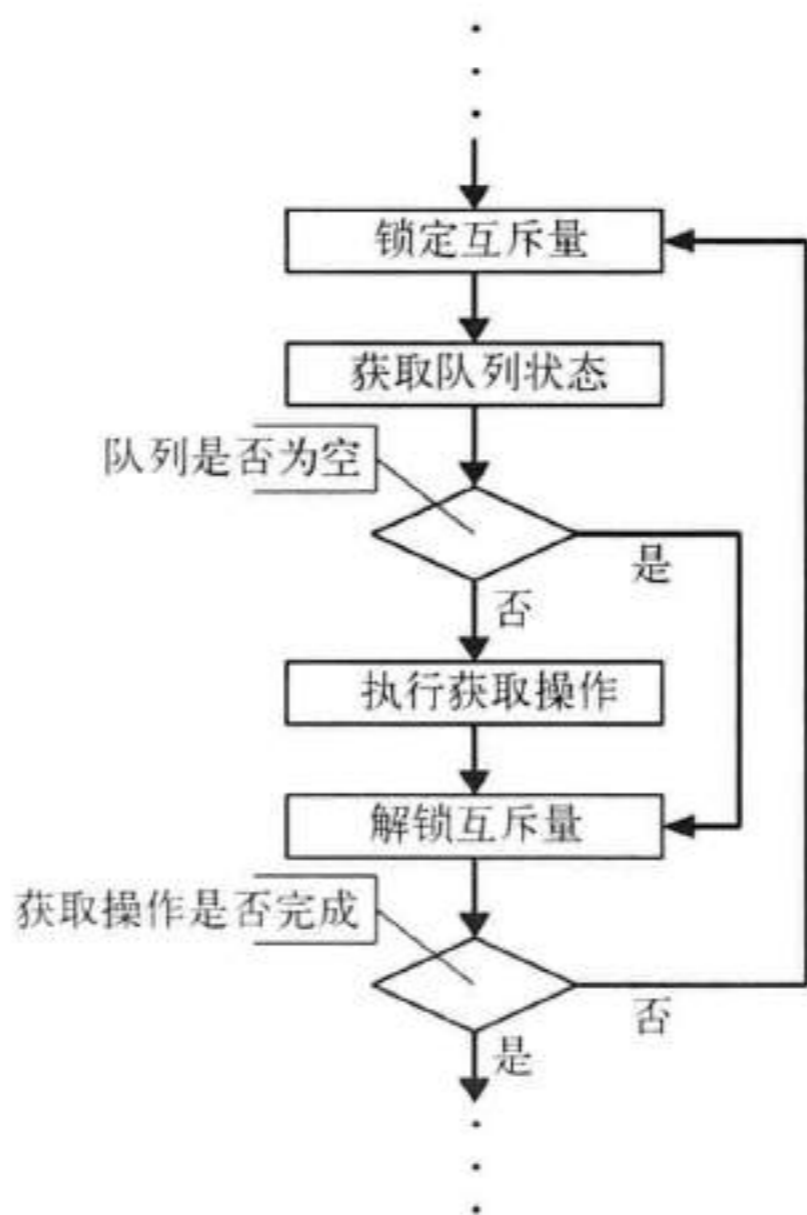 锁定互斥量
获取队列状态
队列是否为空
是
否
执行获取操作
解锁互斥量
获取操作是否完成
否
是